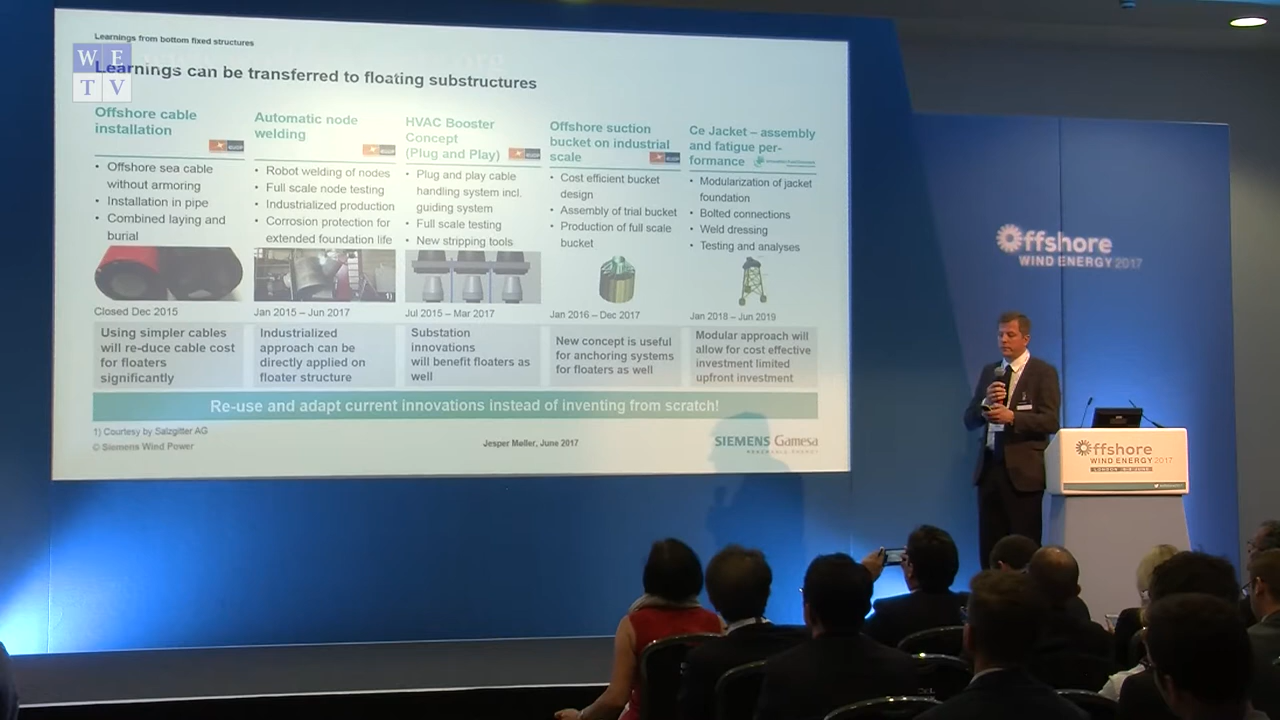 Learnings from bottom fixed structures
W E
T V
Learnings can be transferred to floating substructures
Offshore cable
installation
• Offshore sea cable
without armoring
• Installation in pipe
• Combined laying and
burial
Closed Dec 2015
Using simpler cables
will re-duce cable cost
for floaters
significantly
Automatic node
welding
• Robot welding of nodes
• Full scale node testing
• Industrialized production
• Corrosion protection for
extended foundation life
1)
Jan 2015 – Jun 2017
Industrialized
approach can be
directly applied on
floater structure
HVAC Booster
Concept
(Plug and Play)
• Plug and play cable
handling system incl.
guiding system
• Full scale testing
• New stripping tools
Jul 2015 – Mar 2017
Substation
innovations
will benefit floaters as
well
Offshore suction
bucket on industrial
scale
• Cost efficient bucket
design
• Assembly of trial bucket
• Production of full scale
bucket
Jan 2016 – Dec 2017
New concept is useful
for anchoring systems
for floaters as well
Ce Jacket – assembly
and fatigue per-
formance
• Modularization of jacket
foundation
• Bolted connections
• Weld dressing
• Testing and analyses
Jan 2018 – Jun 2019
Modular approach will
allow for cost effective
investment limited
upfront investment
Re-use and adapt current innovations instead of inventing from scratch!
1) Courtesy by Salzgitter AG
© Siemens Wind Power
Jesper Møller, June 2017
SIEMENS Gamesa
RENEWABLE ENERGY
Offshore
WIND ENERGY 2017
Offshore
WIND ENERGY 2017